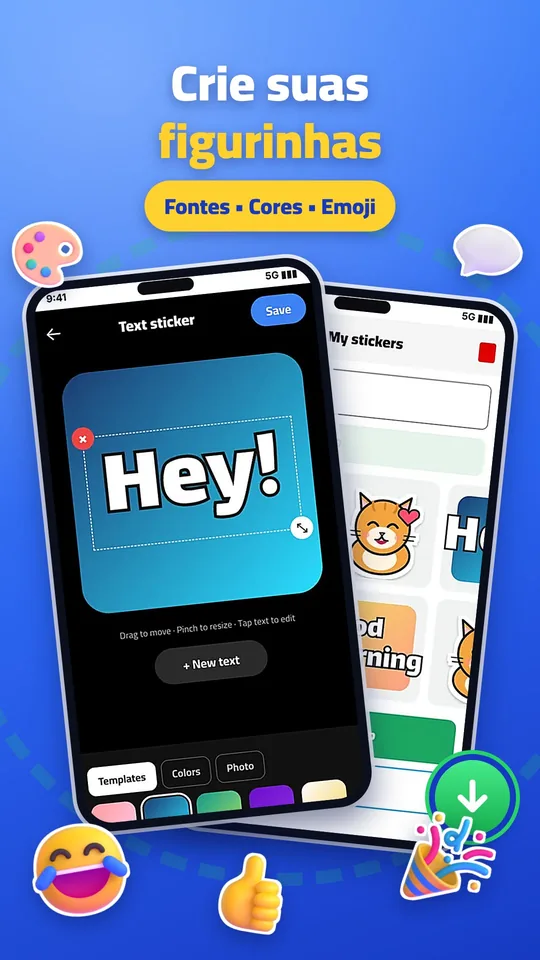 Crie suas
figurinhas
Fontes • Cores • Emoji
9:41
5G
Text sticker
Save
Hey!
Drag to move · Pinch to resize · Tap text to edit
+ New text
Templates
Colors
Photo
5G
My stickers